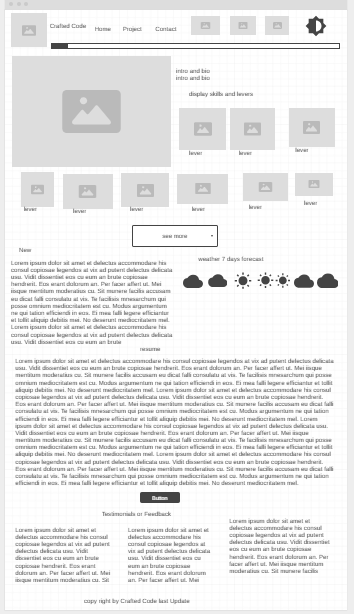 Crafted Code
Home Project Contact
intro and bio
intro and bio
display skills and levers
lever lever lever
lever lever lever lever lever lever
see more
New
weather 7 days forecast
Lorem ipsum dolor sit et delectus accommodare his
consul copiosae legendos at vix ad putent delectus delicata
usu. Vidit dissentiet eos cu eum an brute copiosae
hendrerit. Eos erant dolorum an. Per facer affert ut. Mei
iisque mentitum moderatius cu. Sit munere facilis accusam
eu dicat falli consulatu at vis. Te facilisis mnesarchum qui
posse omnium mediocritatem est cu. Modus argumentum
ne qui tation efficiendi in eos. Ei mea falli legere efficiantur
et tollit aliquip debitis mei. No deserunt mediocritatem mel.
Lorem ipsum dolor sit et delectus accommodare his
consul copiosae legendos at vix ad putent delectus delicata
usu. Vidit dissentiet eos cu eum an brute
resume
Lorem ipsum dolor sit et delectus accommodare his consul copiosae legendos at vix ad putent delectus delicata
usu. Vidit dissentiet eos cu eum an brute copiosae hendrerit. Eos erant dolorum an. Per facer affert ut. Mei iisque
mentitum moderatius cu. Sit munere facilis accusam eu dicat falli consulatu at vis. Te facilisis mnesarchum qui posse
omnium mediocritatem est cu. Modus argumentum ne qui tation efficiendi in eos. Ei mea falli legere efficiantur et tollit
aliquip debitis mei. No deserunt mediocritatem mel. Lorem ipsum dolor sit et delectus accommodare his consul
copiosae legendos at vix ad putent delectus delicata usu. Vidit dissentiet eos cu eum an brute copiosae hendrerit. Eos
erant dolorum an. Per facer affert ut. Mei iisque mentitum moderatius cu. Sit munere facilis accusam eu dicat falli
consulatu at vis. Te facilisis mnesarchum qui posse omnium mediocritatem est cu. Modus argumentum ne qui tation
efficiendi in eos. Ei mea falli legere efficiantur et tollit aliquip debitis mei. No deserunt mediocritatem mel. Lorem
ipsum dolor sit et delectus accommodare his consul copiosae legendos at vix ad putent delectus delicata usu. Vidit
dissentiet eos cu eum an brute copiosae hendrerit. Eos erant dolorum an. Per facer affert ut. Mei iisque
mentitum moderatius cu. Sit munere facilis accusam eu dicat falli consulatu at vis. Te facilisis mnesarchum qui posse
omnium mediocritatem est cu. Modus argumentum ne qui tation efficiendi in eos. Ei mea falli legere efficiantur et tollit
aliquip debitis mei. No deserunt mediocritatem mel. Lorem ipsum dolor sit et delectus accommodare his consul
copiosae legendos at vix ad putent delectus delicata usu. Vidit dissentiet eos cu eum an brute copiosae hendrerit.
Eos erant dolorum an. Per facer affert ut. Mei iisque mentitum moderatius cu. Sit munere facilis accusam eu dicat falli
consulatu at vis. Te facilisis mnesarchum qui posse omnium mediocritatem est cu. Modus argumentum ne qui tation
efficiendi in eos. Ei mea falli legere efficiantur et tollit aliquip debitis mei. No deserunt mediocritatem mel.
Button
Testimonials or Feedback
Lorem ipsum dolor sit amet et
delectus accommodare his
consul copiosae legendos at
vix ad putent delectus
delicata usu. Vidit
dissentiet eos cu eum an brute
copiosae hendrerit. Eos erant
dolorum an. Per facer affert ut. Mei
iisque mentitum moderatius cu. Sit
Lorem ipsum dolor sit amet et
delectus accommodare his
consul copiosae legendos at
vix ad putent delectus delicata
usu. Vidit dissentiet eos cu
eum an brute copiosae
hendrerit. Eos erant dolorum
an. Per facer affert ut. Mei
Lorem ipsum dolor sit amet et
delectus accommodare his consul
copiosae legendos at vix ad putent
delectus delicata usu. Vidit dissentiet
eos cu eum an brute copiosae
hendrerit. Eos erant dolorum an. Per
facer affert ut. Mei iisque mentitum
moderatius cu. Sit munere facilis
copy right by Crafted Code last Update